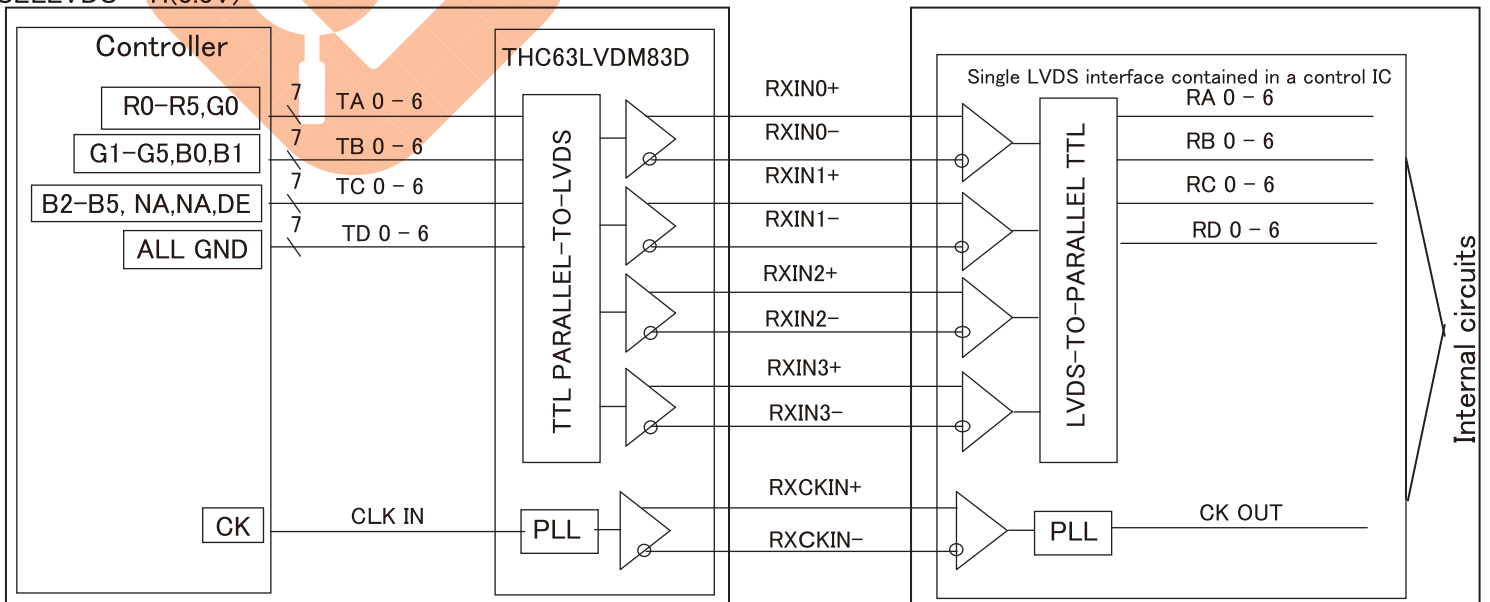 Controller
THC63LVDM83D
Single LVDS interface contained in a control IC
R0-R5,G0
7
TA 0 - 6
RXIN0+
RA 0 - 6
G1-G5,B0,B1
7
TB 0 - 6
RXIN0-
RB 0 - 6
B2-B5, NA,NA,DE
7
TC 0 - 6
RXIN1+
RC 0 - 6
ALL GND
7
TD 0 - 6
RXIN1-
RD 0 - 6
TTL PARALLEL-TO-LVDS
RXIN2+
RXIN2-
RXIN3+
RXIN3-
LVDS-TO-PARALLEL TTL
Internal circuits
CK
CLK IN
PLL
RXCKIN+
RXCKIN-
PLL
CK OUT